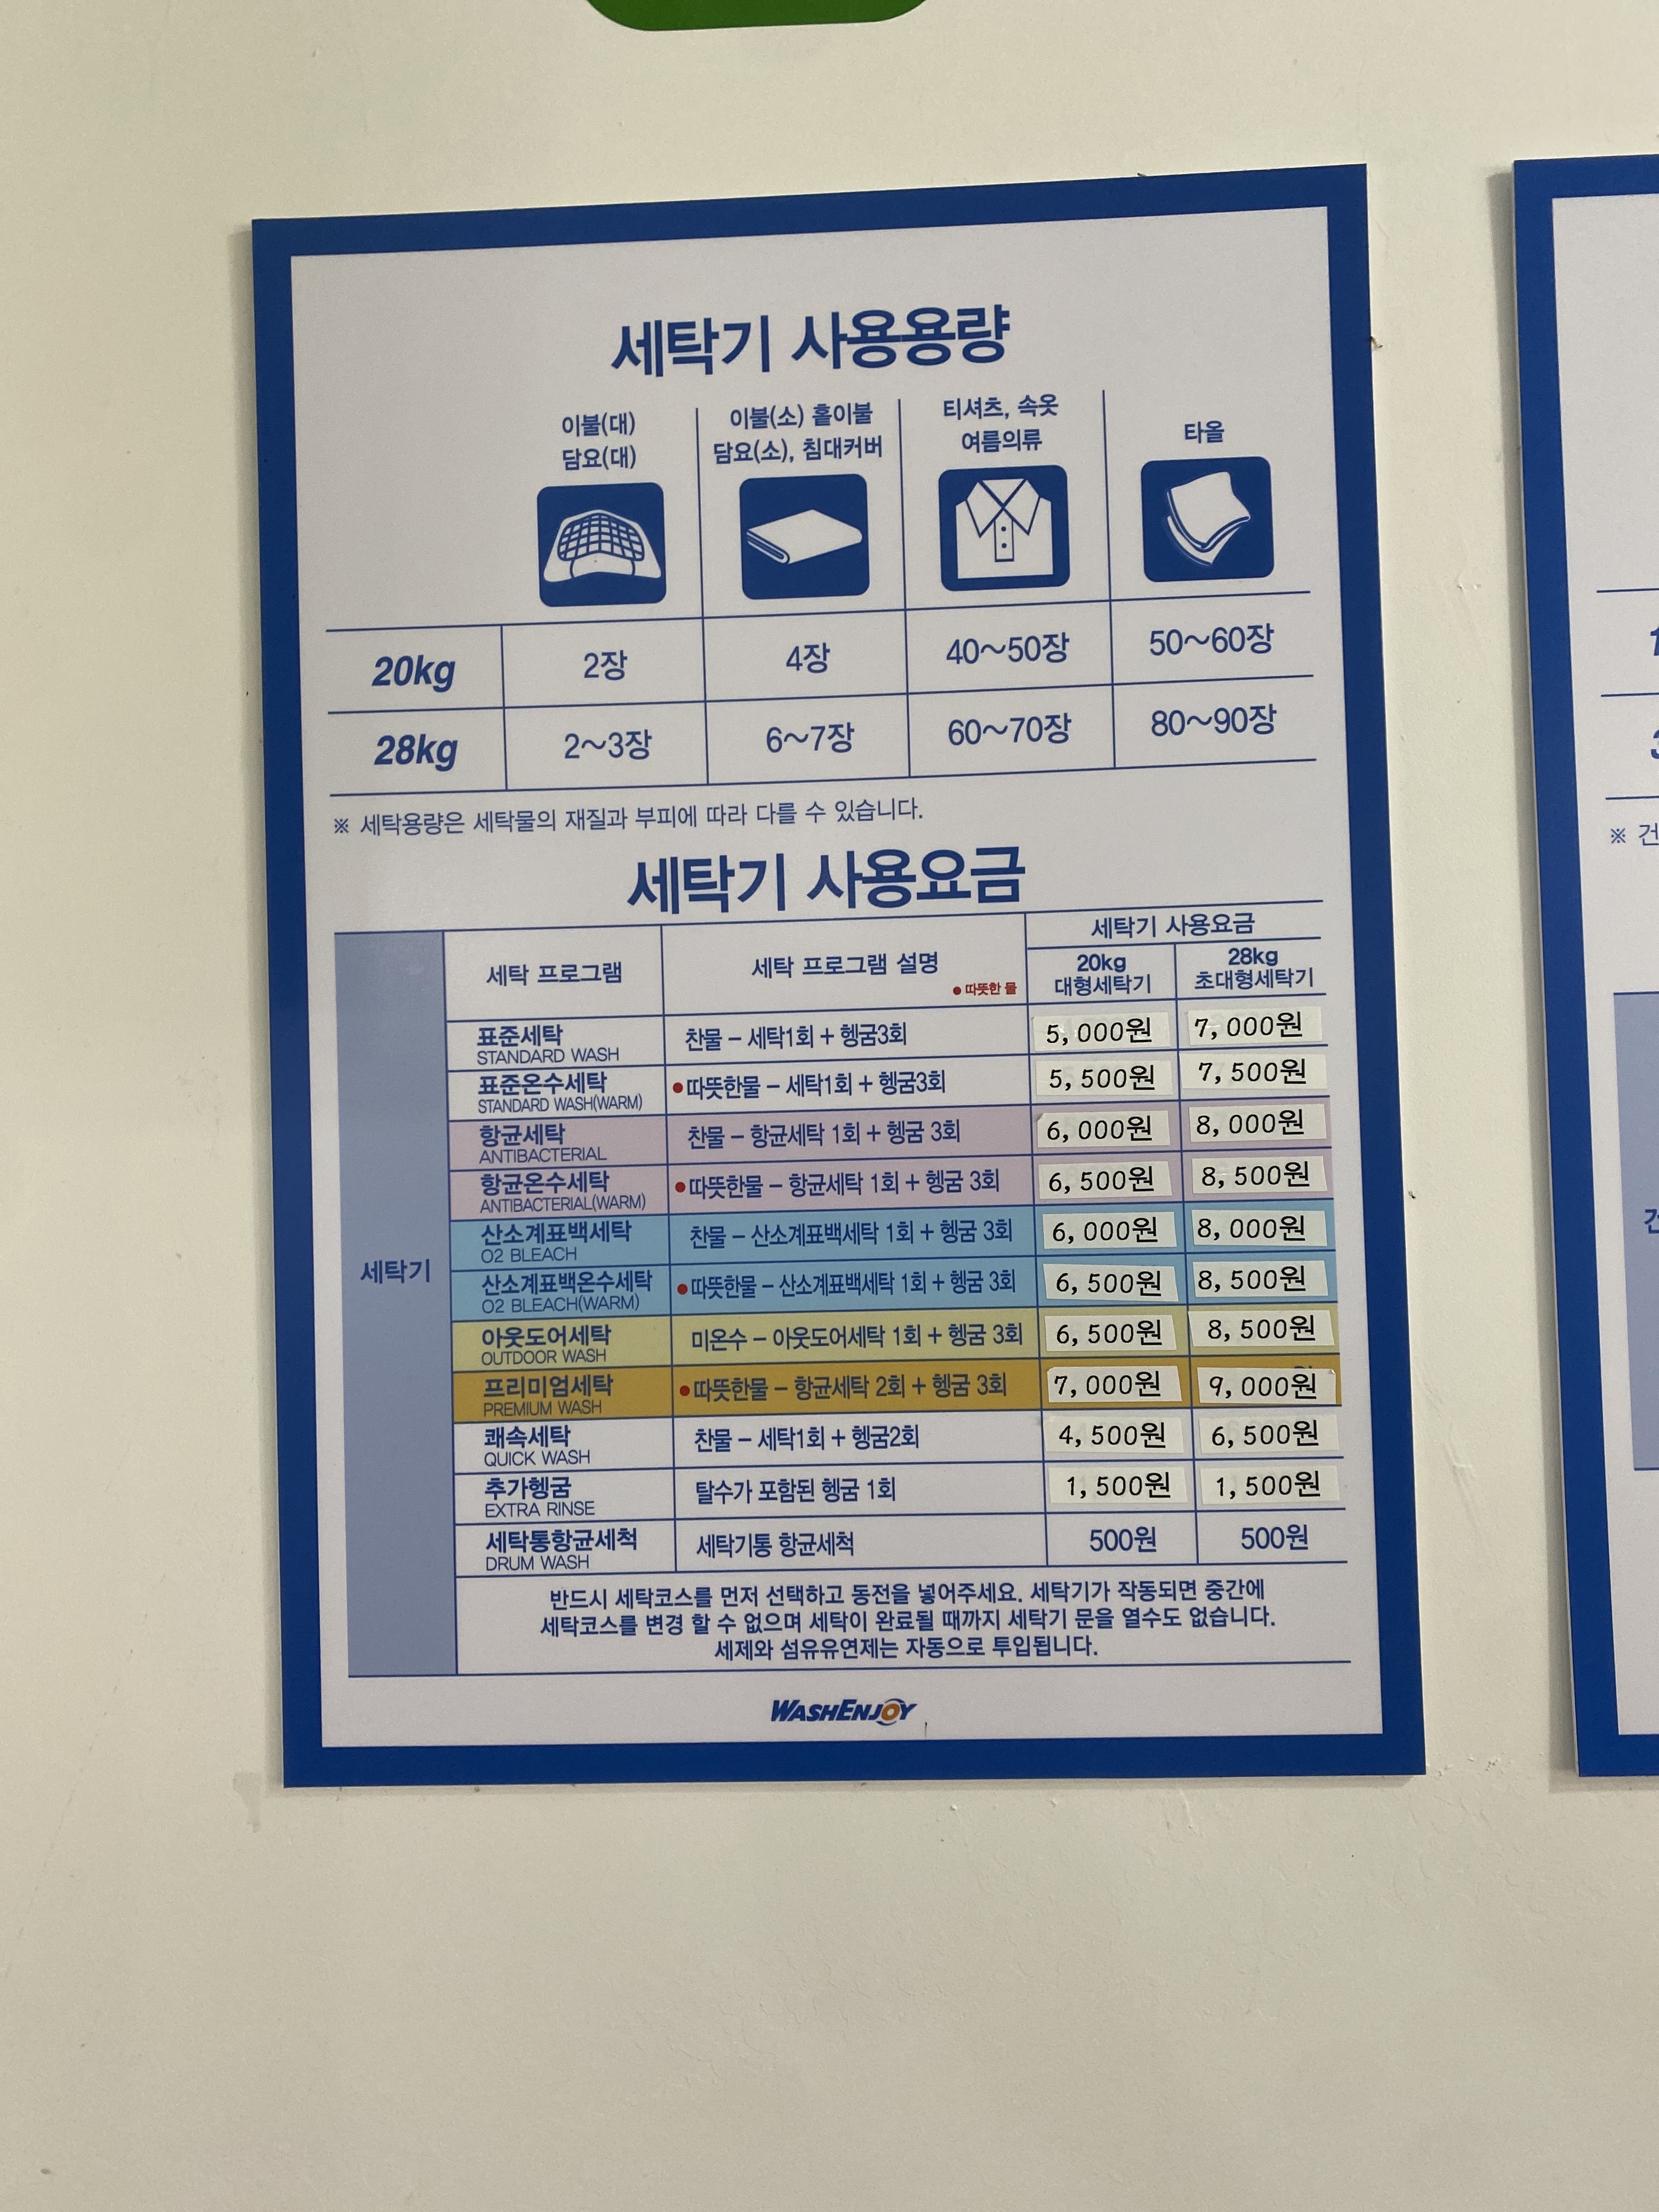 세탁기 사용용량
이불(대)
담요(대)
이불(소) 홑이불
담요(소), 침대커버
티셔츠, 속옷
여름의류
타올
20kg 2장 4장 40~50장 50~60장
28kg 2~3장 6~7장 60~70장 80~90장
※ 세탁용량은 세탁물의 재질과 부피에 따라 다를 수 있습니다.
세탁기 사용요금
세탁기
세탁 프로그램
세탁 프로그램 설명
● 따뜻한 물
세탁기 사용요금
20kg
대형세탁기
28kg
초대형세탁기
표준세탁
STANDARD WASH
찬물 – 세탁1회 + 헹굼3회 5,000원 7,000원
표준온수세탁
STANDARD WASH(WARM)
●따뜻한물 – 세탁1회 + 헹굼3회 5,500원 7,500원
항균세탁
ANTIBACTERIAL
찬물 – 항균세탁 1회 + 헹굼 3회 6,000원 8,000원
항균온수세탁
ANTIBACTERIAL(WARM)
●따뜻한물 – 항균세탁 1회 + 헹굼 3회 6,500원 8,500원
산소계표백세탁
O2 BLEACH
찬물 – 산소계표백세탁 1회 + 헹굼 3회 6,000원 8,000원
산소계표백온수세탁
O2 BLEACH(WARM)
●따뜻한물 – 산소계표백세탁 1회 + 헹굼 3회 6,500원 8,500원
아웃도어세탁
OUTDOOR WASH
미온수 – 아웃도어세탁 1회 + 헹굼 3회 6,500원 8,500원
프리미엄세탁
PREMIUM WASH
●따뜻한물 – 항균세탁 2회 + 헹굼 3회 7,000원 9,000원
쾌속세탁
QUICK WASH
찬물 – 세탁1회 + 헹굼2회 4,500원 6,500원
추가헹굼
EXTRA RINSE
탈수가 포함된 헹굼 1회 1,500원 1,500원
세탁통항균세척
DRUM WASH
세탁기통 항균세척 500원 500원
반드시 세탁코스를 먼저 선택하고 동전을 넣어주세요. 세탁기가 작동되면 중간에
세탁코스를 변경 할 수 없으며 세탁이 완료될 때까지 세탁기 문을 열수도 없습니다.
세제와 섬유유연제는 자동으로 투입됩니다.
WASHENJOY
※ 건